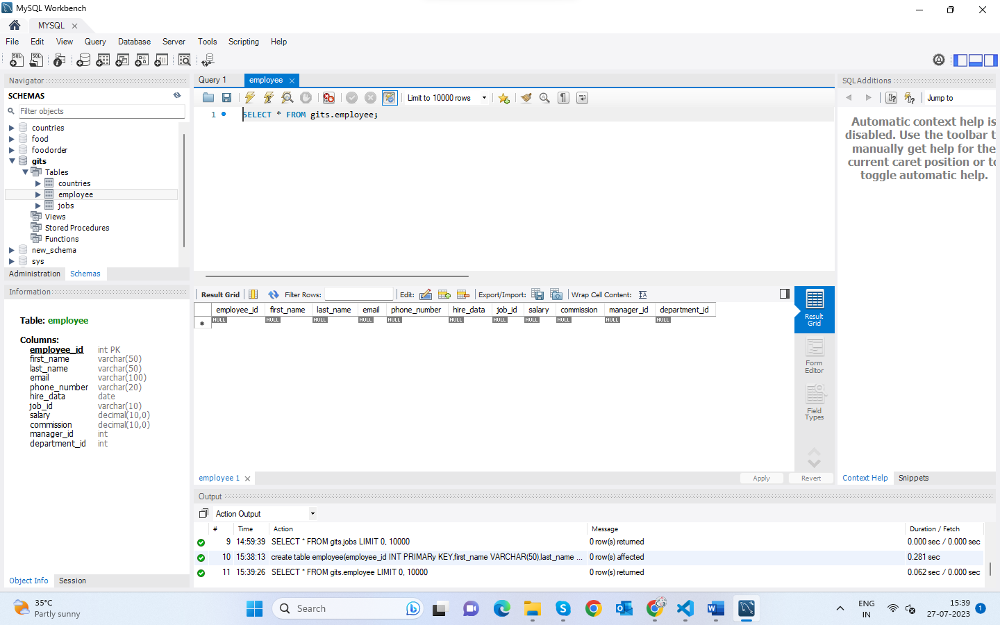 MySQL Workbench
MYSQL
File Edit View Query Database Server Tools Scripting Help
Navigator
SCHEMAS
Filter objects
countries
food
foodorder
gits
Tables
countries
employee
jobs
Views
Stored Procedures
Functions
new_schema
sys
Administration Schemas
Information
Table: employee
Columns:
employee_id int PK
first_name varchar(50)
last_name varchar(50)
email varchar(100)
phone_number varchar(20)
hire_data date
job_id varchar(10)
salary decimal(10,0)
commission decimal(10,0)
manager_id int
department_id int
Object Info Session
Query 1 employee
Limit to 10000 rows
1 SELECT * FROM gits.employee;
Result Grid Filter Rows: Edit: Export/Import: Wrap Cell Content:
employee_id first_name last_name email phone_number hire_data job_id salary commission manager_id department_id
NULL NULL NULL NULL NULL NULL NULL NULL NULL NULL NULL
Result
Grid
Form
Editor
Field
Types
employee 1 Apply Revert
SQLAdditions
Jump to
Automatic context help is
disabled. Use the toolbar t
manually get help for the
current caret position or to
toggle automatic help.
Context Help Snippets
Output
Action Output
# Time Action Message Duration / Fetch
9 14:59:39 SELECT * FROM gits.jobs LIMIT 0, 10000 0 row(s) returned 0.000 sec / 0.000 sec
10 15:38:13 create table employee(employee_id INT PRIMARy KEY,first_name VARCHAR(50),last_name ... 0 row(s) affected 0.281 sec
11 15:39:26 SELECT * FROM gits.employee LIMIT 0, 10000 0 row(s) returned 0.062 sec / 0.000 sec
35°C
Partly sunny
Search
ENG
IN
15:39
27-07-2023
1